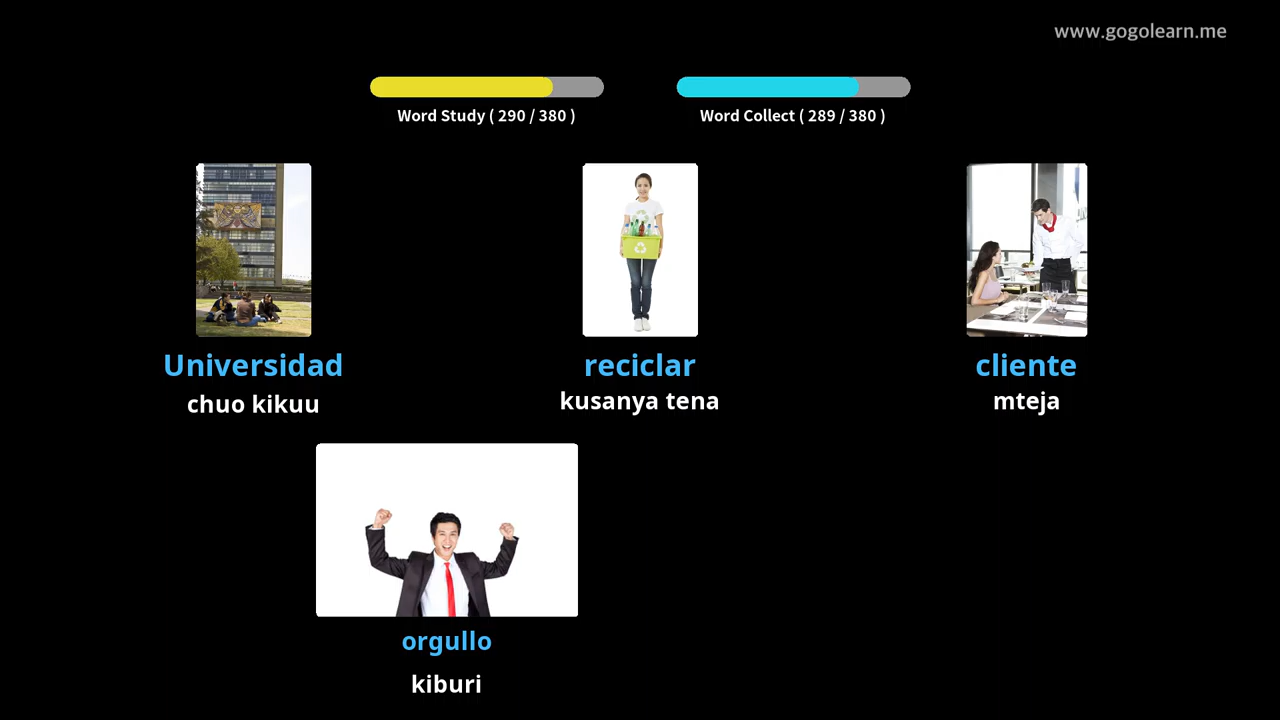 www.gogolearn.me
Word Study ( 290 / 380 )
Word Collect ( 289 / 380 )
Universidad
chuo kikuu
reciclar
kusanya tena
cliente
mteja
orgullo
kiburi